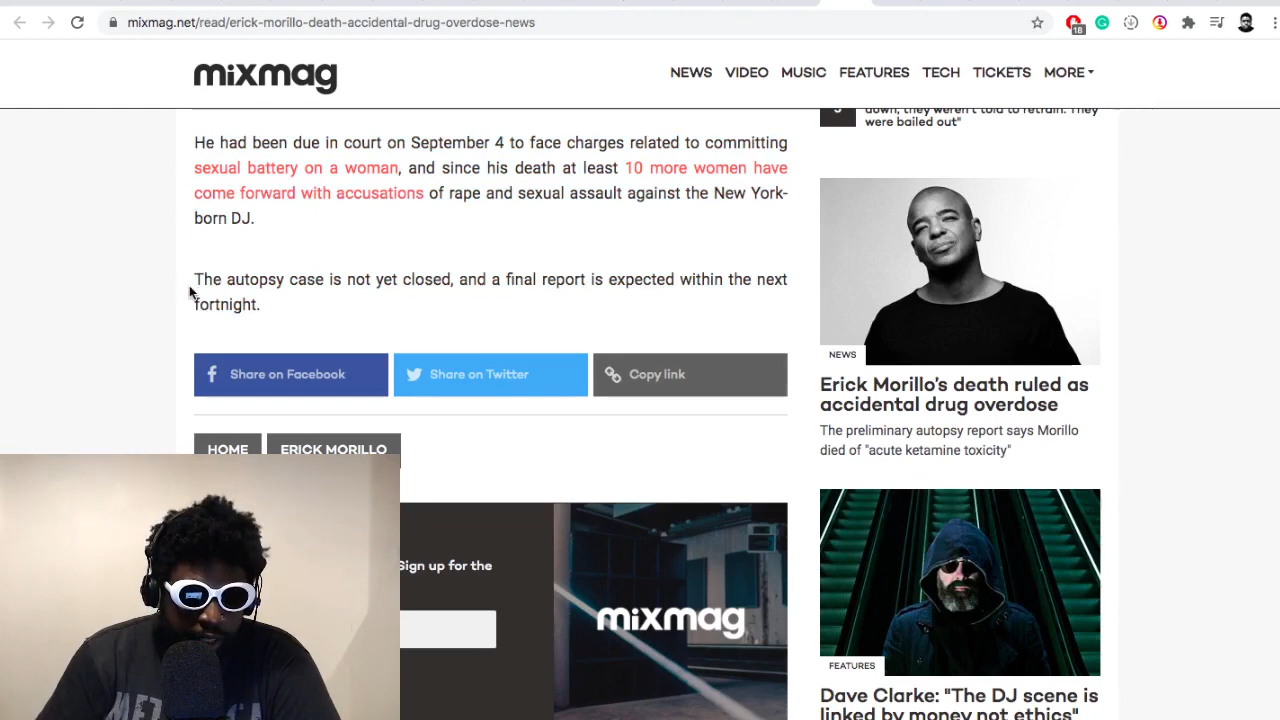 mixmag.net/read/erick-morillo-death-accidental-drug-overdose-news
18
mixmag
NEWS VIDEO MUSIC FEATURES TECH TICKETS MORE
He had been due in court on September 4 to face charges related to committing
sexual battery on a woman, and since his death at least 10 more women have
come forward with accusations of rape and sexual assault against the New York-
born DJ.
The autopsy case is not yet closed, and a final report is expected within the next
fortnight.
Share on Facebook
Share on Twitter
Copy link
HOME
ERICK MORILLO
Sign up for the
mixmag
down, they weren't told to refrain. They
were bailed out"
NEWS
Erick Morillo's death ruled as
accidental drug overdose
The preliminary autopsy report says Morillo
died of "acute ketamine toxicity"
FEATURES
Dave Clarke: "The DJ scene is
linked by money not ethics"